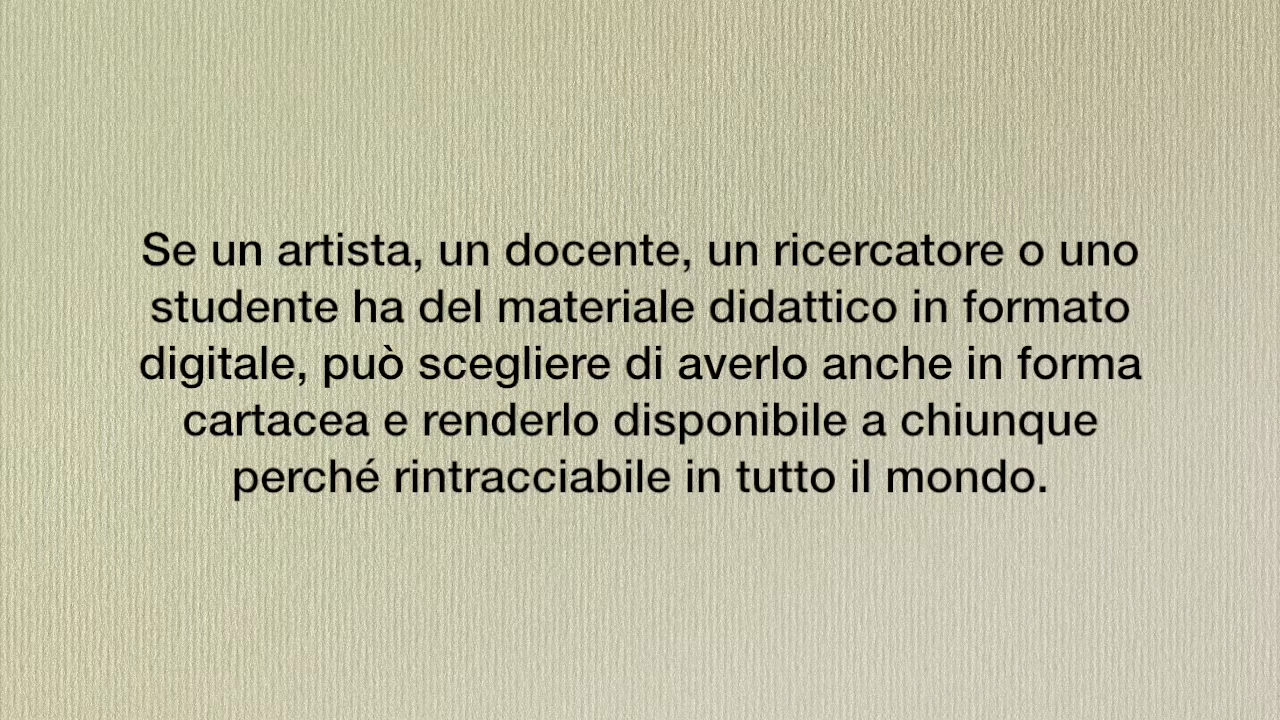 Se un artista, un docente, un ricercatore o uno
studente ha del materiale didattico in formato
digitale, può scegliere di averlo anche in forma
cartacea e renderlo disponibile a chiunque
perché rintracciabile in tutto il mondo.